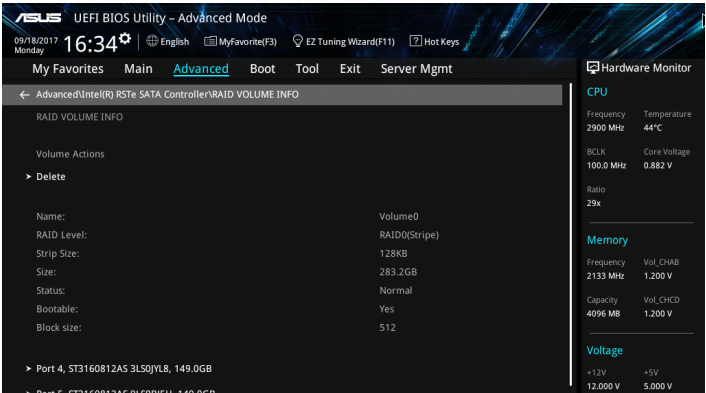 ASUS UEFI BIOS Utility – Advanced Mode
09/18/2017 Monday 16:34 English MyFavorite(F3) EZ Tuning Wizard(F11) ? Hot Keys
My Favorites Main Advanced Boot Tool Exit Server Mgmt
← Advanced\Intel(R) RSTe SATA Controller\RAID VOLUME INFO
RAID VOLUME INFO
Volume Actions
> Delete
Name: Volume0
RAID Level: RAID0(Stripe)
Strip Size: 128KB
Size: 283.2GB
Status: Normal
Bootable: Yes
Block size: 512
> Port 4, ST3160812AS 3LS0JYL8, 149.0GB
Hardware Monitor
CPU
Frequency Temperature
2900 MHz 44°C
BCLK Core Voltage
100.0 MHz 0.882 V
Ratio
29x
Memory
Frequency Vol_CHAB
2133 MHz 1.200 V
Capacity Vol_CHCD
4096 MB 1.200 V
Voltage
+12V +5V
12.000 V 5.000 V